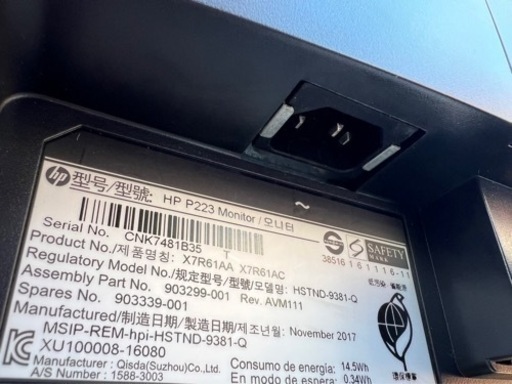 hp 型号/型號: HP P223 Monitor / 모니터
Serial No. CNK7481B35 T
Product No./제품명칭: X7R61AA X7R61AC
Regulatory Model No./规定型号/型號/모델명: HSTND-9381-Q
Assembly Part No. 903299-001 Rev. AVM111
Spares No. 903339-001
Manufactured/制造日期/製造日期/제조년월: November 2017
MSIP-REM-hpi-HSTND-9381-Q
XU100008-16080
Manufacturer : Qisda(Suzhou)Co., Ltd.
A/S Number : 1588-3003
~
38516
S SAFETY
MARK
161116-11
Consumo de energía: 14.5Wh
En modo de espera 0.34Wh